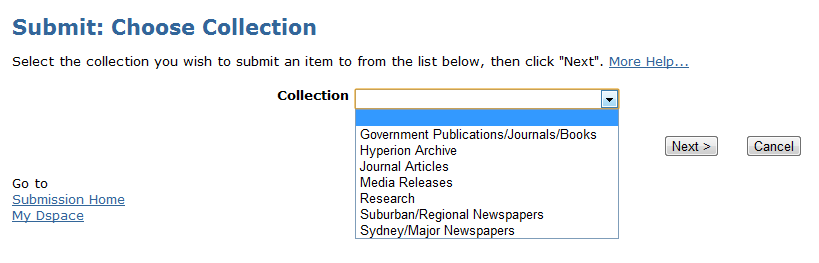 Submit: Choose Collection
Select the collection you wish to submit an item to from the list below, then click "Next". More Help...
Collection
Government Publications/Journals/Books
Hyperion Archive
Journal Articles
Media Releases
Research
Suburban/Regional Newspapers
Sydney/Major Newspapers
Next > Cancel
Go to
Submission Home
My Dspace